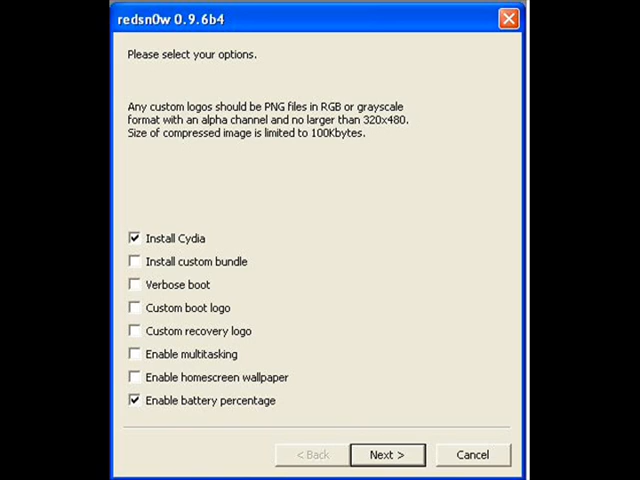 redsn0w 0.9.6b4
Please select your options.
Any custom logos should be PNG files in RGB or grayscale
format with an alpha channel and no larger than 320x480.
Size of compressed image is limited to 100Kbytes.
Install Cydia
Install custom bundle
Verbose boot
Custom boot logo
Custom recovery logo
Enable multitasking
Enable homescreen wallpaper
Enable battery percentage
< Back Next > Cancel